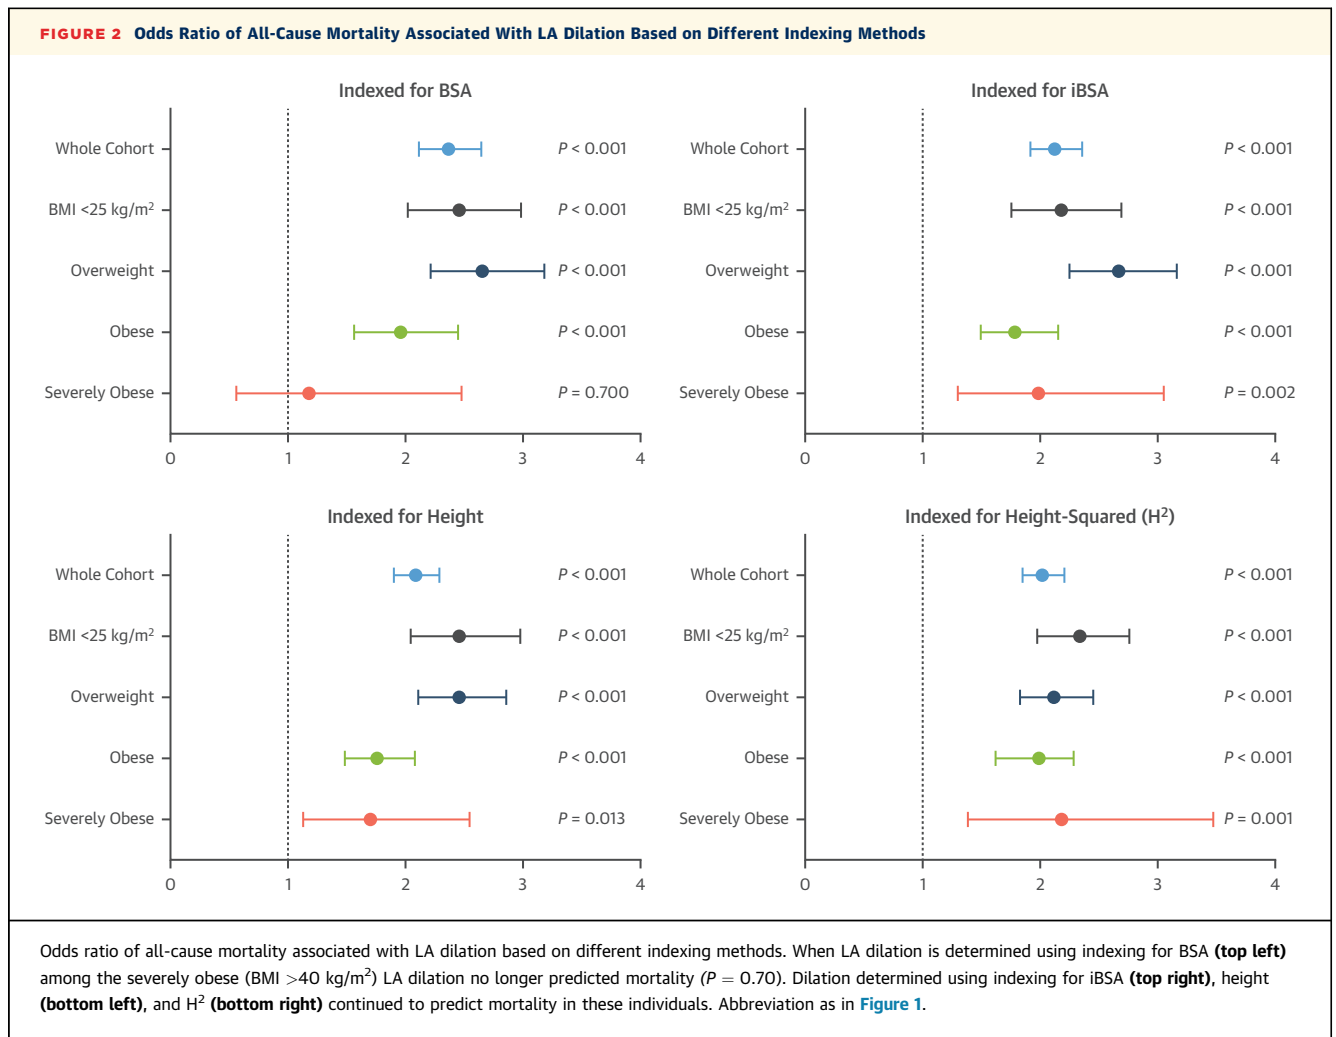 FIGURE 2 Odds Ratio of All-Cause Mortality Associated With LA Dilation Based on Different Indexing Methods
Indexed for BSA
Whole Cohort P < 0.001
BMI <25 kg/m² P < 0.001
Overweight P < 0.001
Obese P < 0.001
Severely Obese P = 0.700
0 1 2 3 4
Indexed for iBSA
Whole Cohort P < 0.001
BMI <25 kg/m² P < 0.001
Overweight P < 0.001
Obese P < 0.001
Severely Obese P = 0.002
0 1 2 3 4
Indexed for Height
Whole Cohort P < 0.001
BMI <25 kg/m² P < 0.001
Overweight P < 0.001
Obese P < 0.001
Severely Obese P = 0.013
0 1 2 3 4
Indexed for Height-Squared (H²)
Whole Cohort P < 0.001
BMI <25 kg/m² P < 0.001
Overweight P < 0.001
Obese P < 0.001
Severely Obese P = 0.001
0 1 2 3 4
Odds ratio of all-cause mortality associated with LA dilation based on different indexing methods. When LA dilation is determined using indexing for BSA (top left)
among the severely obese (BMI >40 kg/m²) LA dilation no longer predicted mortality (P = 0.70). Dilation determined using indexing for iBSA (top right), height
(bottom left), and H² (bottom right) continued to predict mortality in these individuals. Abbreviation as in Figure 1.